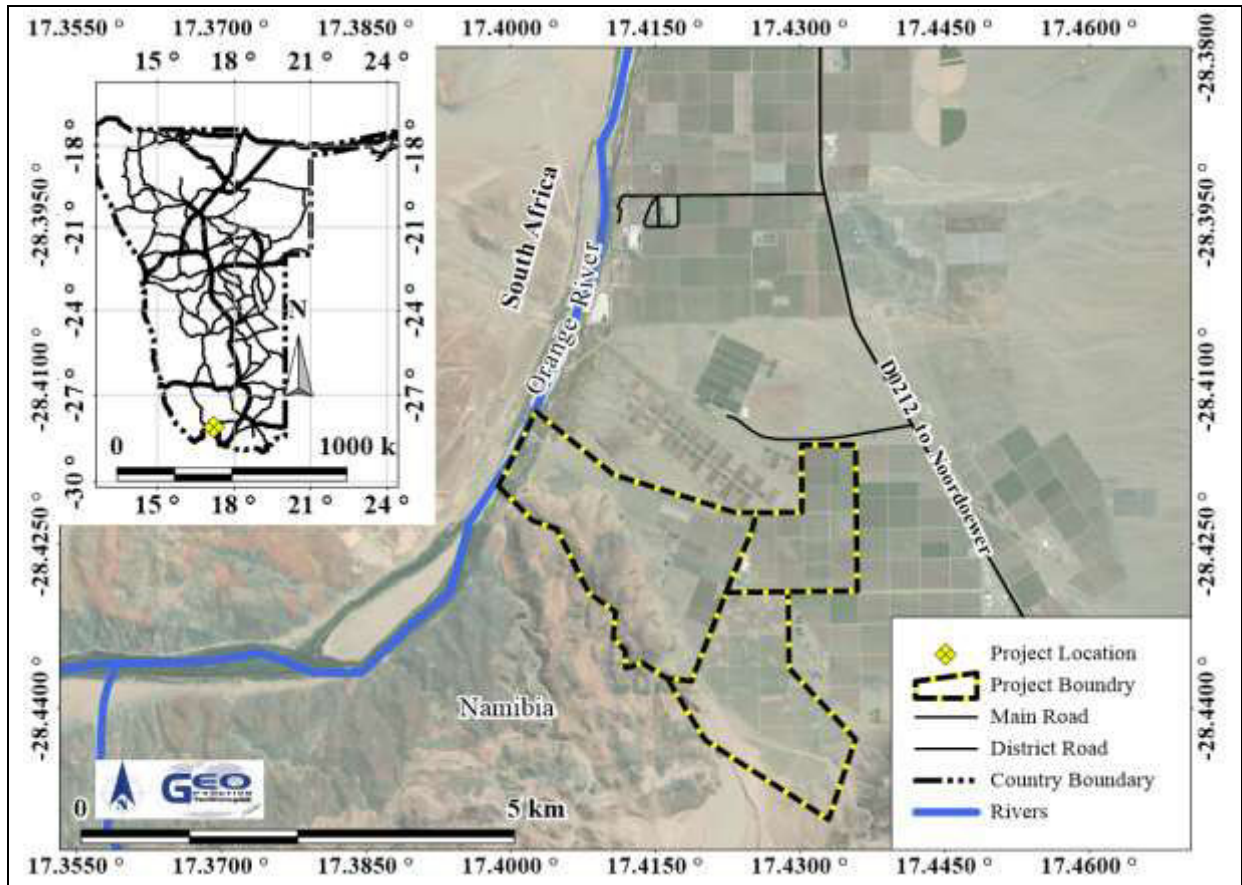 17.3550 ° 17.3700 ° 17.3850 ° 17.4000 ° 17.4150 ° 17.4300 ° 17.4450 ° 17.4600 °
15 ° 18 ° 21 ° 24 °
-18 °
-21 °
-24 °
-27 °
-30 °
-18 °
-21 °
-24 °
-27 °
N
0 1000 k
15 ° 18 ° 21 ° 24 °
-28.3950 °
-28.4100 °
-28.4250 °
-28.4400 °
-28.3800 °
-28.3950 °
-28.4100 °
-28.4250 °
-28.4400 °
South Africa
Orange River
D0212 to Noordoewer
Namibia
Project Location
Project Boundry
Main Road
District Road
Country Boundary
Rivers
N
GEO
0 5 km
17.3550 ° 17.3700 ° 17.3850 ° 17.4000 ° 17.4150 ° 17.4300 ° 17.4450 ° 17.4600 °